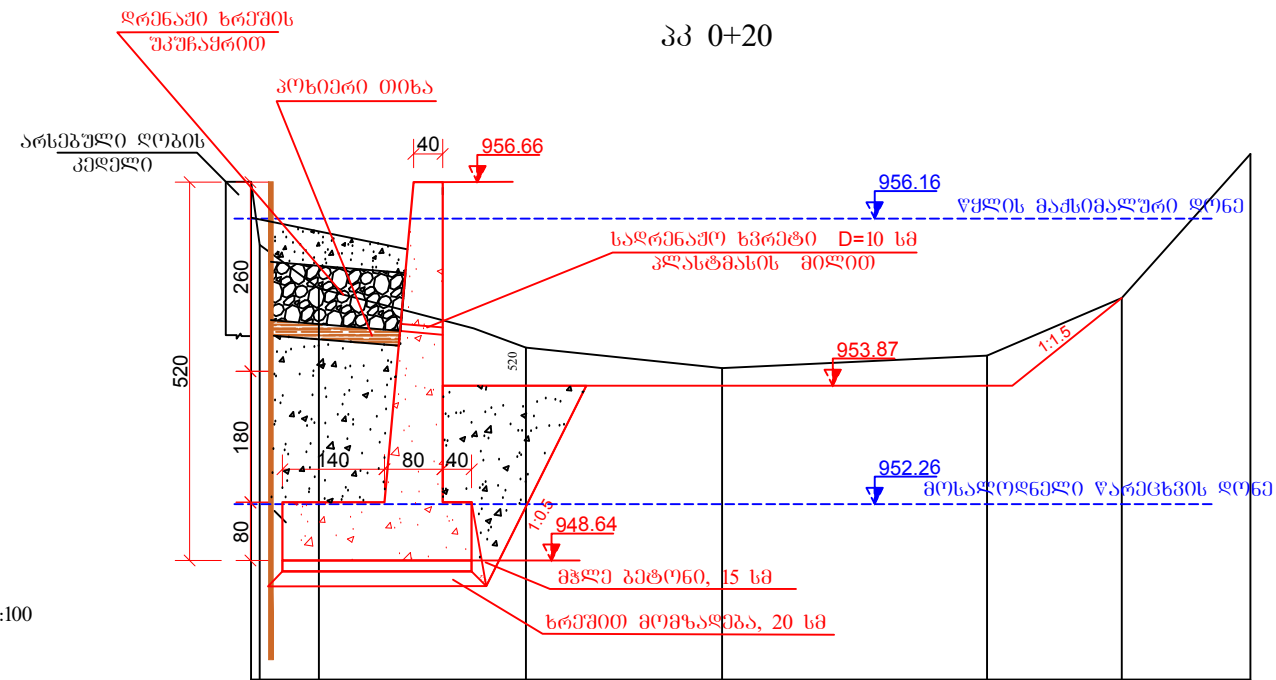 დრენაჟი ხრეშის
უკუჩაყრით
პკ 0+20
პოხიერი თიხა
არსებული ღობის
კედელი
40
956.66
956.16
წყლის მაქსიმალური დონე
სადრენაჟო ხვრეტი D=10 სმ
პლასტმასის მილით
260
520
520
953.87
1:1.5
180
140
80
40
952.26
მოსალოდნელი წარეცხვის დონე
1:0.5
80
948.64
მჭლე ბეტონი, 15 სმ
ხრეშით მომზადება, 20 სმ
:100